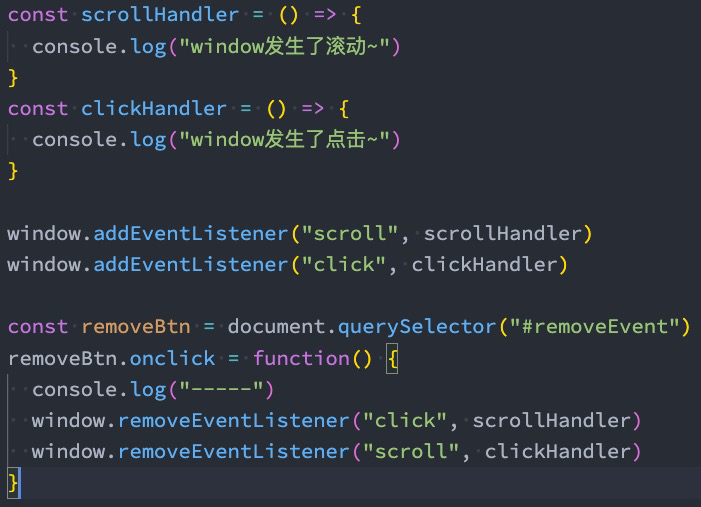 const scrollHandler = () => {
  console.log("window发生了滚动~")
}
const clickHandler = () => {
  console.log("window发生了点击~")
}
window.addEventListener("scroll", scrollHandler)
window.addEventListener("click", clickHandler)
const removeBtn = document.querySelector("#removeEvent")
removeBtn.onclick = function() {
  console.log("-----")
  window.removeEventListener("click", scrollHandler)
  window.removeEventListener("scroll", clickHandler)
}